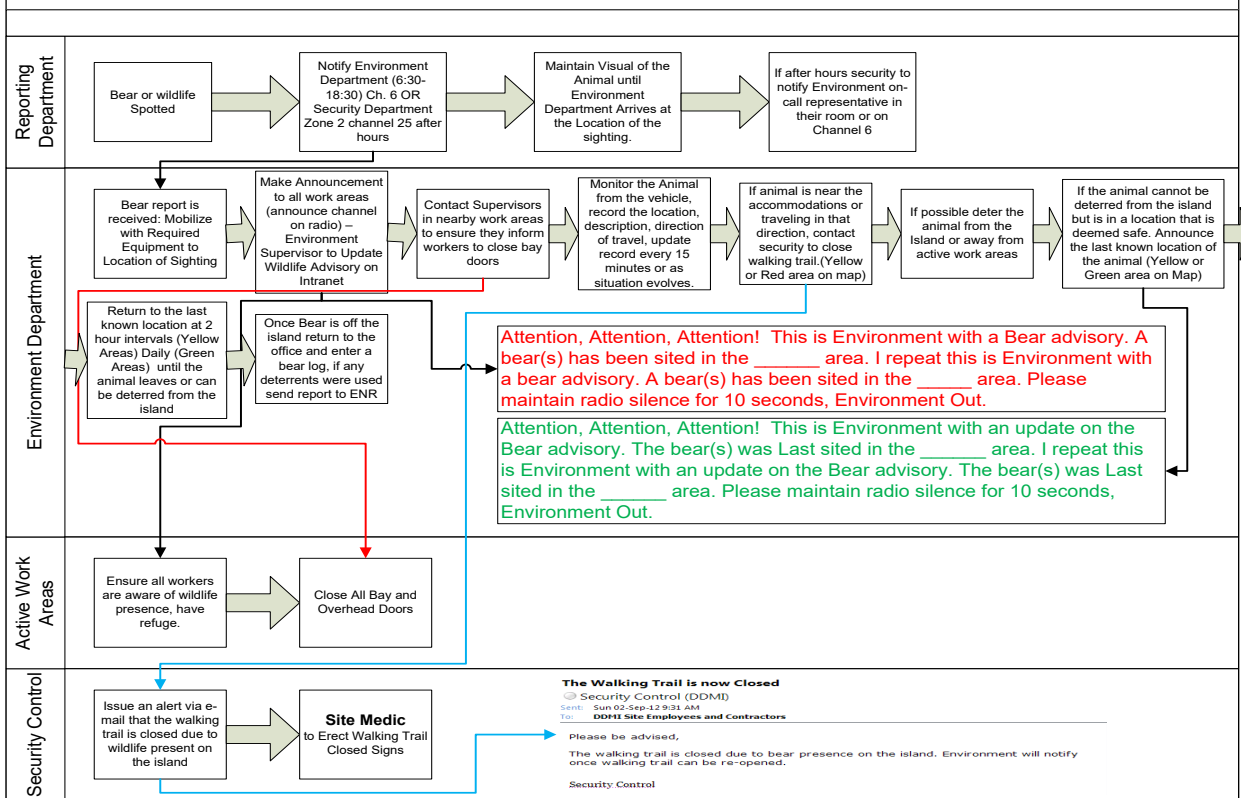 Reporting
Department
Bear or wildlife
Spotted
Notify Environment
Department (6:30-
18:30) Ch. 6 OR
Security Department
Zone 2 channel 25 after
hours
Maintain Visual of the
Animal until
Environment
Department Arrives at
the Location of the
sighting.
If after hours security to
notify Environment on-
call representative in
their room or on
Channel 6
Environment Department
Bear report is
received: Mobilize
with Required
Equipment to
Location of Sighting
Make Announcement
to all work areas
(announce channel
on radio) –
Environment
Supervisor to Update
Wildlife Advisory on
Intranet
Contact Supervisors
in nearby work areas
to ensure they inform
workers to close bay
doors
Monitor the Animal
from the vehicle,
record the location,
description, direction
of travel, update
record every 15
minutes or as
situation evolves.
If animal is near the
accommodations or
traveling in that
direction, contact
security to close
walking trail.(Yellow
or Red area on map)
If possible deter the
animal from the
Island or away from
active work areas
If the animal cannot be
deterred from the island
but is in a location that is
deemed safe. Announce
the last known location of
the animal (Yellow or
Green area on Map)
Return to the last
known location at 2
hour intervals (Yellow
Areas) Daily (Green
Areas) until the
animal leaves or can
be deterred from the
island
Once Bear is off the
island return to the
office and enter a
bear log, if any
deterrents were used
send report to ENR
Attention, Attention, Attention! This is Environment with a Bear advisory. A
bear(s) has been sited in the ______ area. I repeat this is Environment with
a bear advisory. A bear(s) has been sited in the _____ area. Please
maintain radio silence for 10 seconds, Environment Out.
Attention, Attention, Attention! This is Environment with an update on the
Bear advisory. The bear(s) was Last sited in the ______ area. I repeat this
is Environment with an update on the Bear advisory. The bear(s) was Last
sited in the ______ area. Please maintain radio silence for 10 seconds,
Environment Out.
Active Work
Areas
Ensure all workers
are aware of wildlife
presence, have
refuge.
Close All Bay and
Overhead Doors
Security Control
Issue an alert via e-
mail that the walking
trail is closed due to
wildlife present on
the island
Site Medic
to Erect Walking Trail
Closed Signs
The Walking Trail is now Closed
Security Control (DDMI)
Sent: Sun 02-Sep-12 9:31 AM
To: DDMI Site Employees and Contractors
Please be advised,
The walking trail is closed due to bear presence on the island. Environment will notify
once walking trail can be re-opened.
Security Control